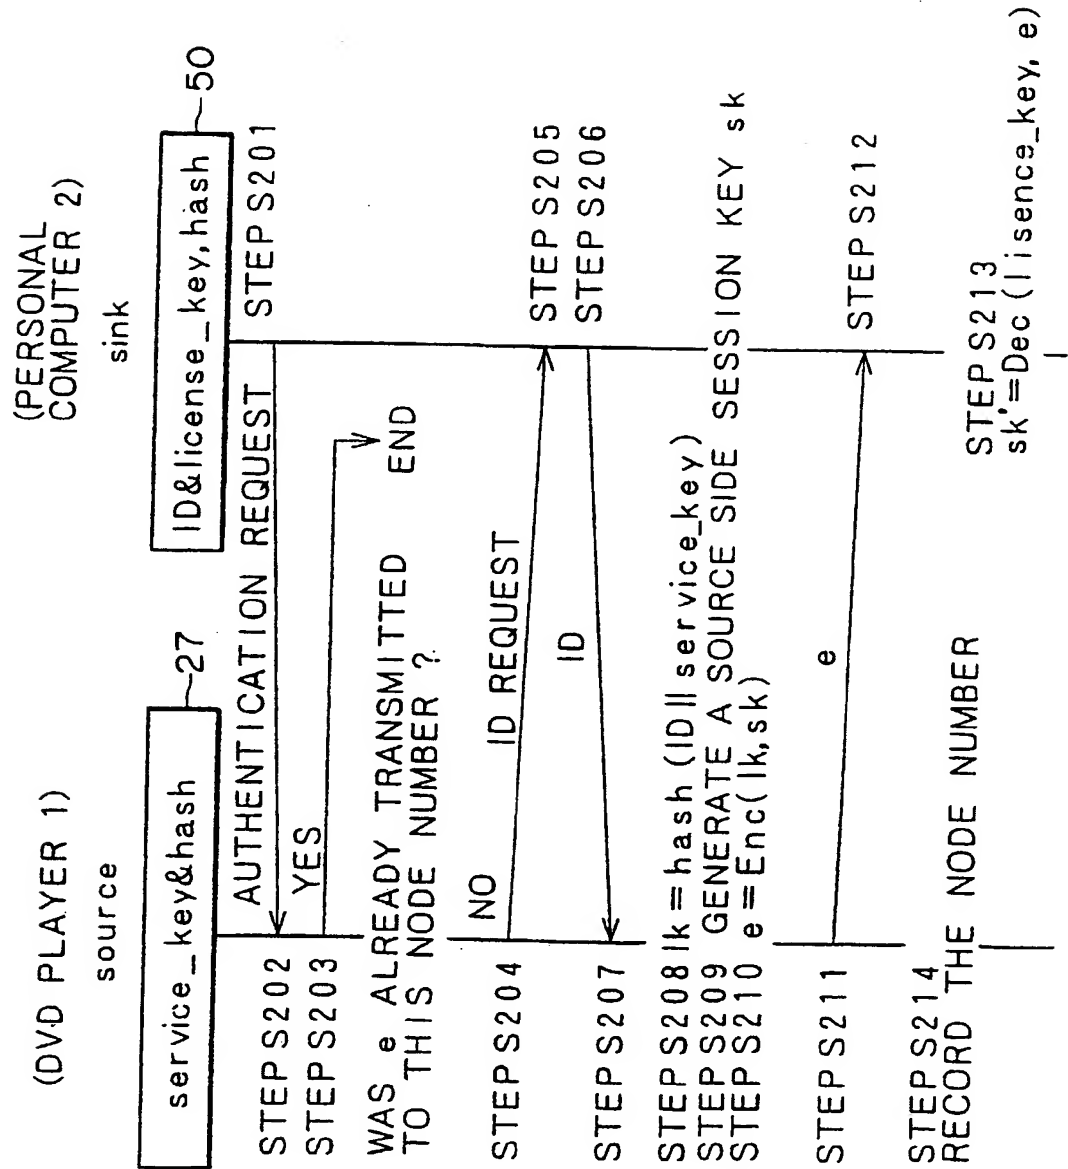 (DVD PLAYER 1)
source
service_key&hash
27
(PERSONAL
COMPUTER 2)
sink
ID&license_key,hash
50
AUTHENTICATION REQUEST
STEP S201
STEP S202
STEP S203
YES
END
WAS e ALREADY TRANSMITTED
TO THIS NODE NUMBER ?
STEP S204
NO
ID REQUEST
STEP S205
STEP S206
ID
STEP S207
STEP S208 lk=hash(ID||service_key)
STEP S209 GENERATE A SOURCE SIDE SESSION KEY sk
STEP S210 e=Enc(lk,sk)
STEP S211
e
STEP S212
STEP S213
sk'=Dec(lisence_key, e)
STEP S214
RECORD THE NODE NUMBER